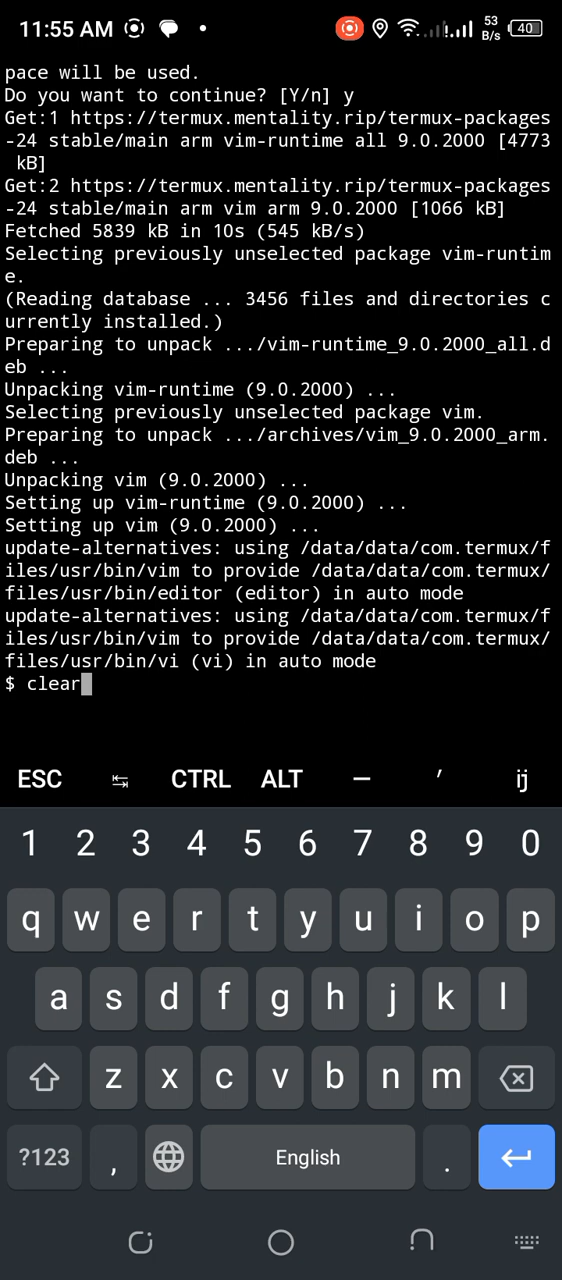 11:55 AM
53
B/s
40
pace will be used.
Do you want to continue? [Y/n] y
Get:1 https://termux.mentality.rip/termux-packages
-24 stable/main arm vim-runtime all 9.0.2000 [4773
 kB]
Get:2 https://termux.mentality.rip/termux-packages
-24 stable/main arm vim arm 9.0.2000 [1066 kB]
Fetched 5839 kB in 10s (545 kB/s)
Selecting previously unselected package vim-runtim
e.
(Reading database ... 3456 files and directories c
urrently installed.)
Preparing to unpack .../vim-runtime_9.0.2000_all.d
eb ...
Unpacking vim-runtime (9.0.2000) ...
Selecting previously unselected package vim.
Preparing to unpack .../archives/vim_9.0.2000_arm.
deb ...
Unpacking vim (9.0.2000) ...
Setting up vim-runtime (9.0.2000) ...
Setting up vim (9.0.2000) ...
update-alternatives: using /data/data/com.termux/f
iles/usr/bin/vim to provide /data/data/com.termux/
files/usr/bin/editor (editor) in auto mode
update-alternatives: using /data/data/com.termux/f
iles/usr/bin/vim to provide /data/data/com.termux/
files/usr/bin/vi (vi) in auto mode
$ clear
ESC CTRL ALT — ′ ij
1 2 3 4 5 6 7 8 9 0
q w e r t y u i o p
a s d f g h j k l
z x c v b n m
?123 , English .